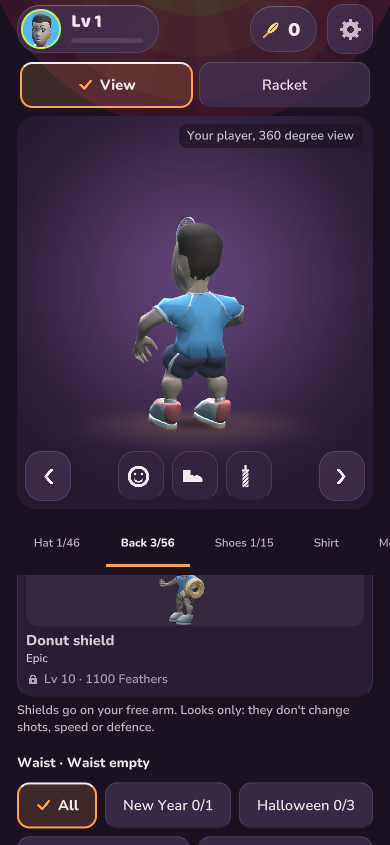 Lv 1
0
View
Racket
Your player, 360 degree view
Hat 1/46
Back 3/56
Shoes 1/15
Shirt
Donut shield
Epic
Lv 10 · 1100 Feathers
Shields go on your free arm. Looks only: they don't change
shots, speed or defence.
Waist · Waist empty
All
New Year 0/1
Halloween 0/3